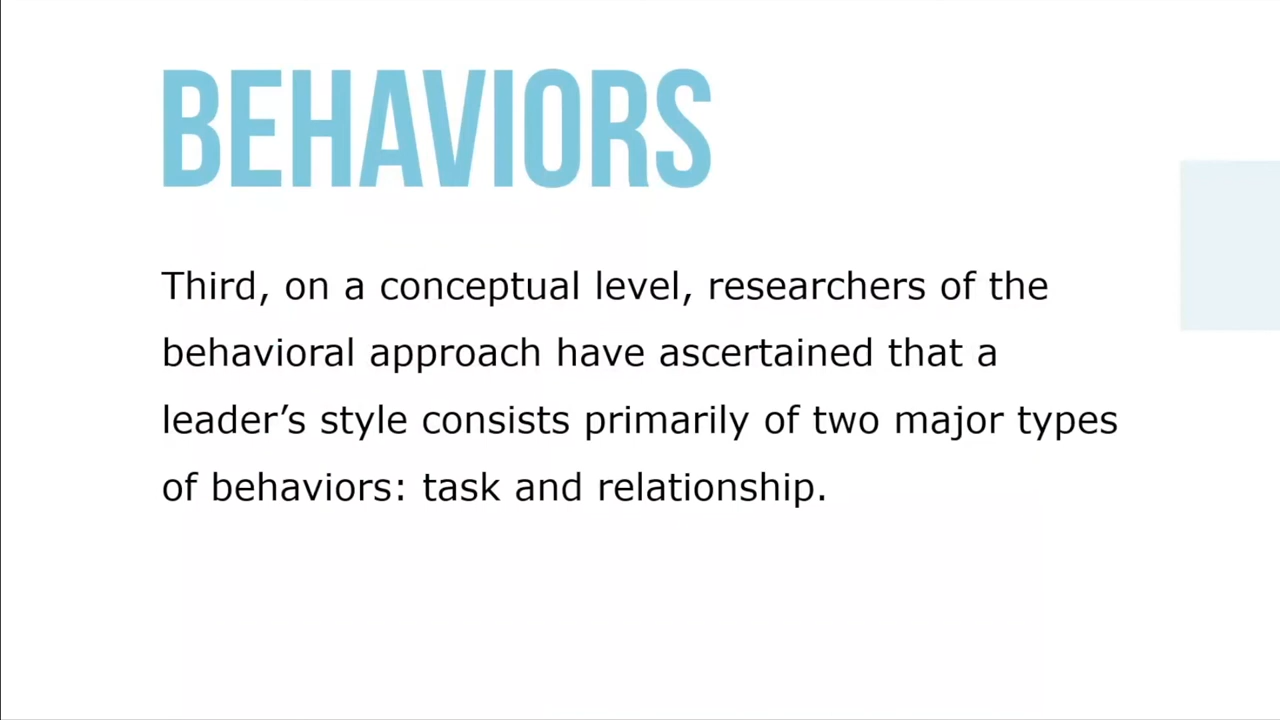 BEHAVIORS
Third, on a conceptual level, researchers of the
behavioral approach have ascertained that a
leader’s style consists primarily of two major types
of behaviors: task and relationship.